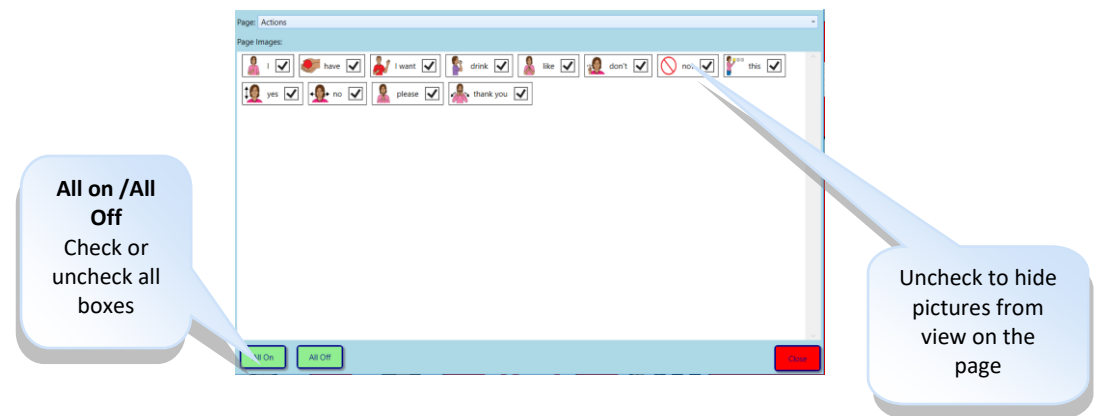 Page: Actions
Page Images:
I have I want drink like don't not this
yes no please thank you
All on /All
Off
Check or
uncheck all
boxes
Uncheck to hide
pictures from
view on the
page
All On All Off Close